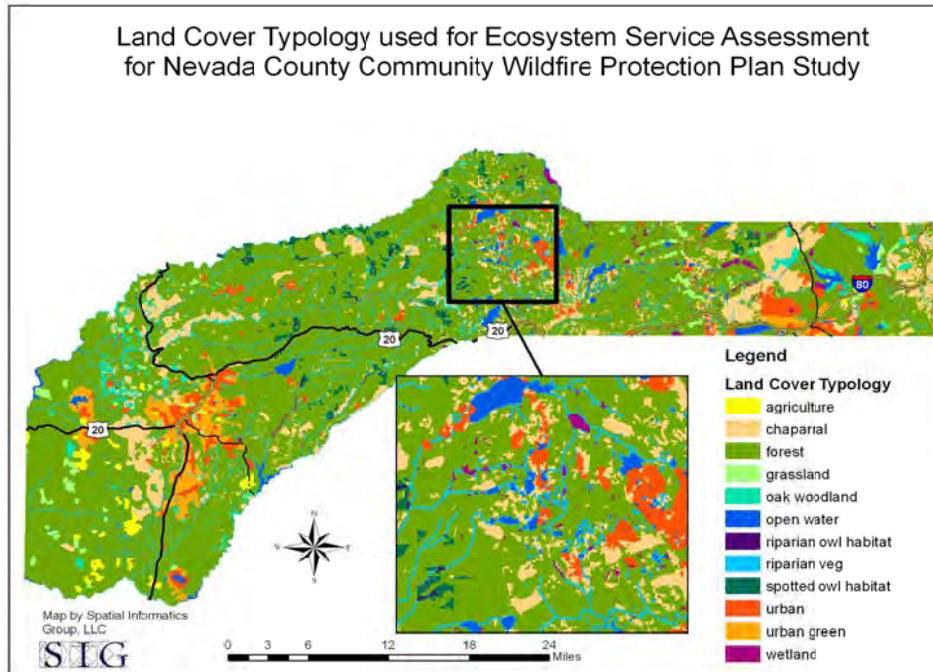 Land Cover Typology used for Ecosystem Service Assessment
for Nevada County Community Wildfire Protection Plan Study
80
20
20
20
Legend
Land Cover Typology
agriculture
chaparral
forest
grassland
oak woodland
open water
riparian owl habitat
riparian veg
spotted owl habitat
urban
urban green
wetland
N
W E
S
Map by Spatial Informatics
Group, LLC
SIG
0 3 6 12 18 24
Miles